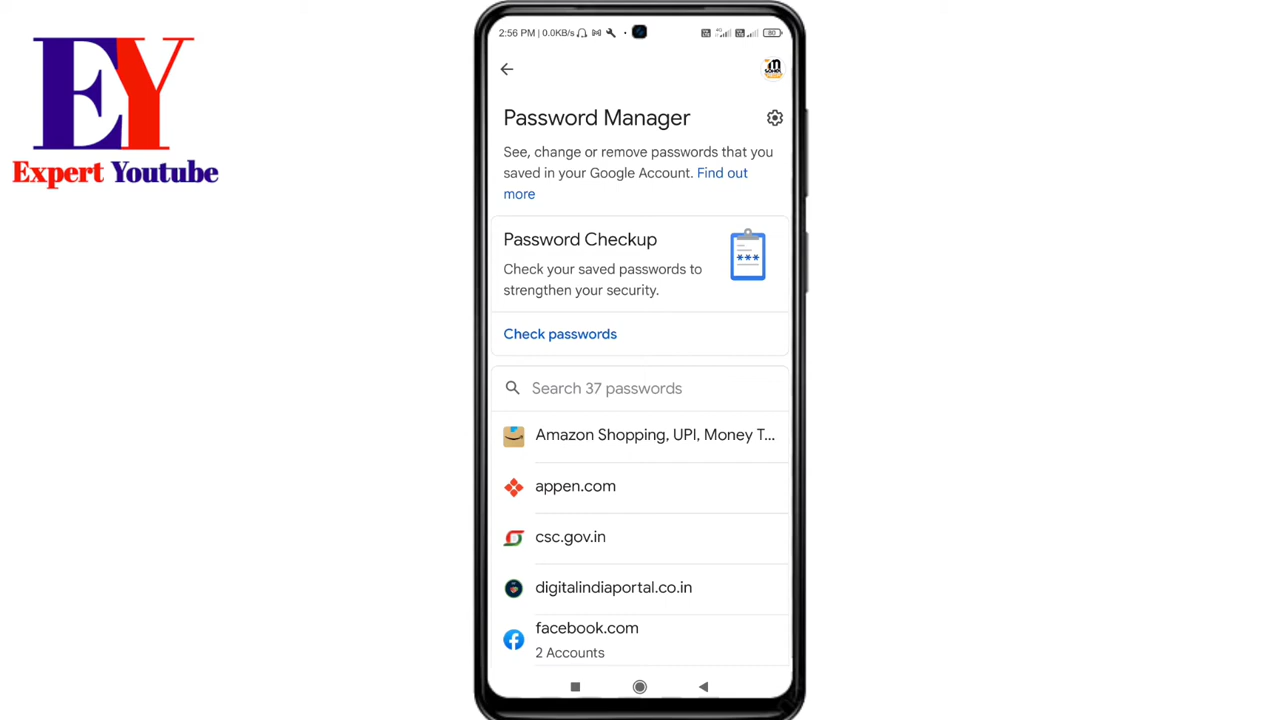 EY
Expert Youtube
2:56 PM | 0.0KB/s
80
Password Manager
See, change or remove passwords that you
saved in your Google Account. Find out
more
Password Checkup
Check your saved passwords to
strengthen your security.
***
Check passwords
Search 37 passwords
Amazon Shopping, UPI, Money T...
appen.com
csc.gov.in
digitalindiaportal.co.in
facebook.com
2 Accounts